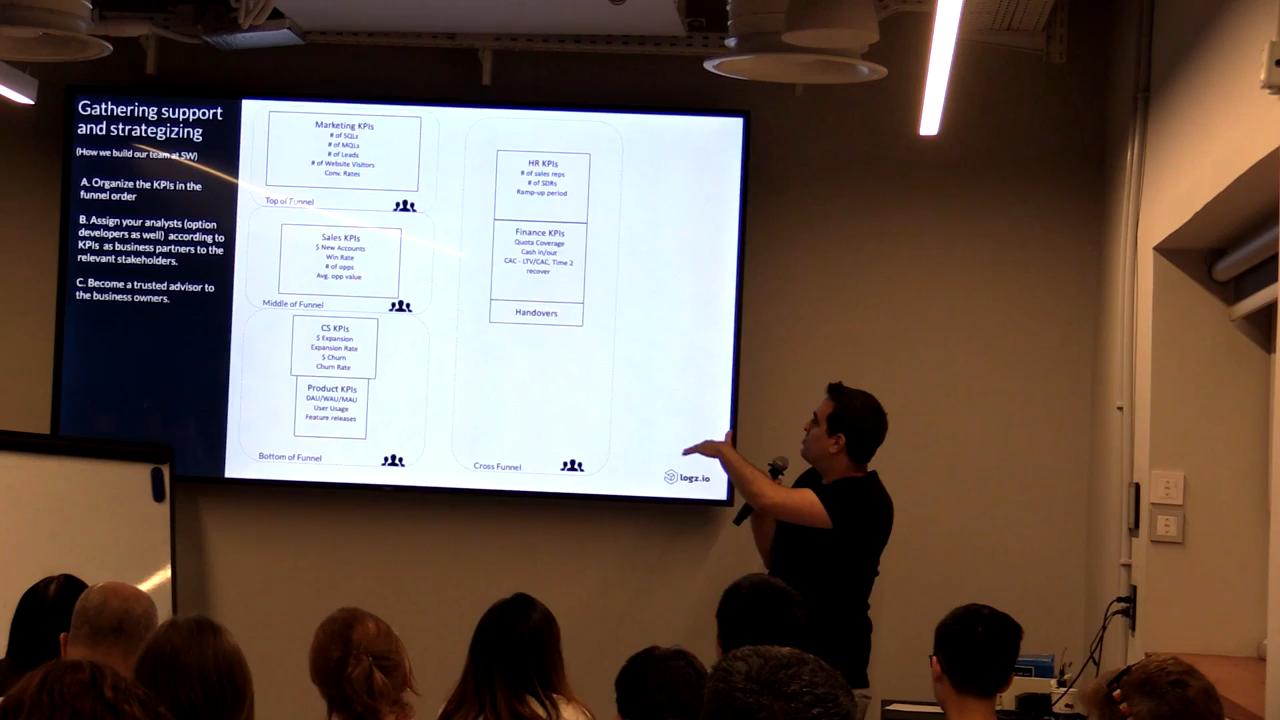 Gathering support
and strategizing
(How we build our team at SW)
A. Organize the KPIs in the
funnel order
B. Assign your analysts (option
developers as well) according to
KPIs as business partners to the
relevant stakeholders.
C. Become a trusted advisor to
the business owners.
Marketing KPIs
# of SQLs
# of MQLs
# of Leads
# of Website Visitors
Conv. Rates
Top of Funnel
Sales KPIs
$ New Accounts
Win Rate
# of opps
Avg. opp value
Middle of Funnel
CS KPIs
$ Expansion
Expansion Rate
$ Churn
Churn Rate
Product KPIs
DAU/WAU/MAU
User Usage
Feature releases
Bottom of Funnel
HR KPIs
# of sales reps
# of SDRs
Ramp-up period
Finance KPIs
Quota Coverage
Cash in/out
CAC - LTV/CAC, Time 2
recover
Handovers
Cross Funnel
logz.io